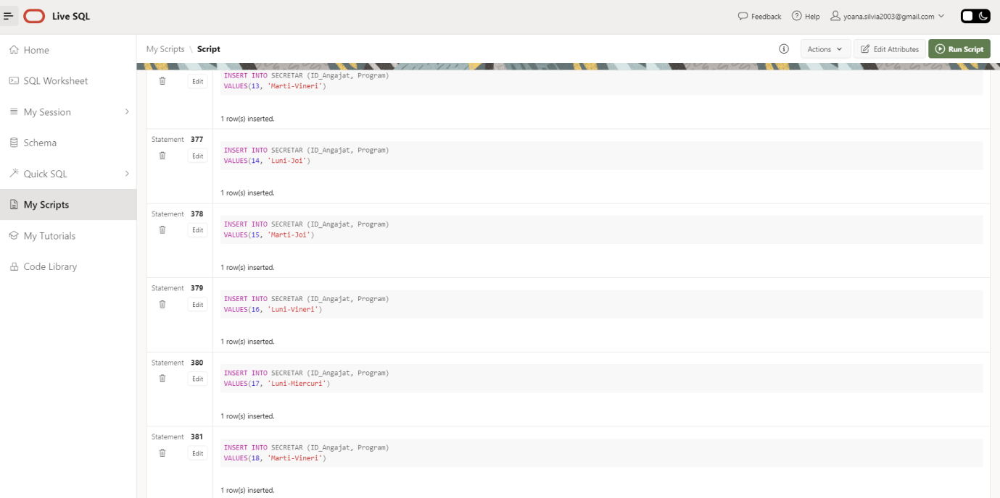 Live SQL
Feedback
Help
yoana.silvia2003@gmail.com
Home
SQL Worksheet
My Session
Schema
Quick SQL
My Scripts
My Tutorials
Code Library
My Scripts \ Script
Actions
Edit Attributes
Run Script
Edit
INSERT INTO SECRETAR (ID_Angajat, Program)
VALUES(13, 'Marti-Vineri')
1 row(s) inserted.
Statement 377
Edit
INSERT INTO SECRETAR (ID_Angajat, Program)
VALUES(14, 'Luni-Joi')
1 row(s) inserted.
Statement 378
Edit
INSERT INTO SECRETAR (ID_Angajat, Program)
VALUES(15, 'Marti-Joi')
1 row(s) inserted.
Statement 379
Edit
INSERT INTO SECRETAR (ID_Angajat, Program)
VALUES(16, 'Luni-Vineri')
1 row(s) inserted.
Statement 380
Edit
INSERT INTO SECRETAR (ID_Angajat, Program)
VALUES(17, 'Luni-Miercuri')
1 row(s) inserted.
Statement 381
Edit
INSERT INTO SECRETAR (ID_Angajat, Program)
VALUES(18, 'Marti-Vineri')
1 row(s) inserted.